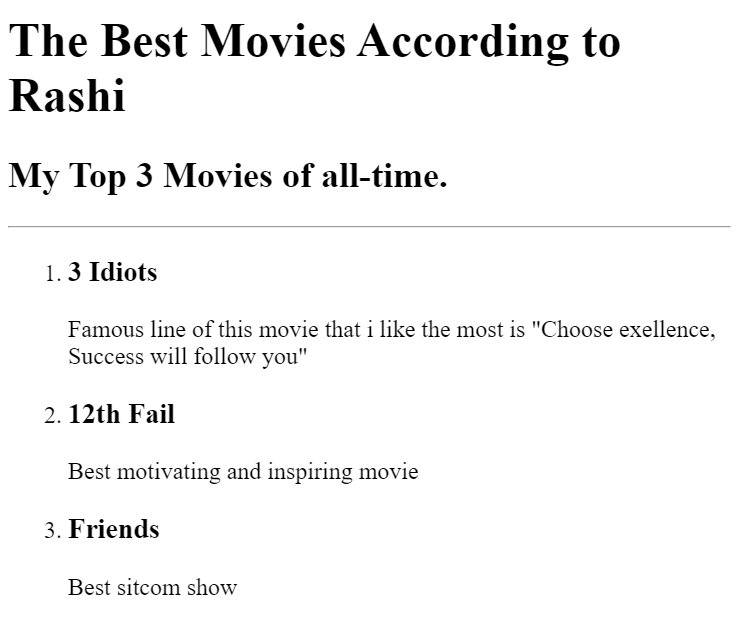 The Best Movies According to
Rashi
My Top 3 Movies of all-time.
1. 3 Idiots
Famous line of this movie that i like the most is "Choose exellence,
Success will follow you"
2. 12th Fail
Best motivating and inspiring movie
3. Friends
Best sitcom show